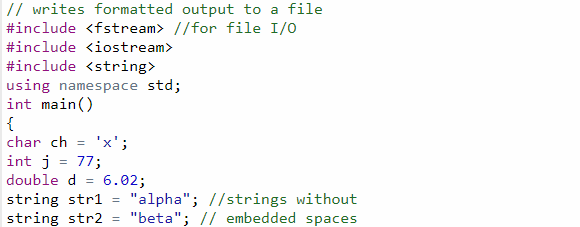 // writes formatted output to a file
#include <fstream> //for file I/O
#include <iostream>
#include <string>
using namespace std;
int main()
{
char ch = 'x';
int j = 77;
double d = 6.02;
string str1 = "alpha"; //strings without
string str2 = "beta"; // embedded spaces